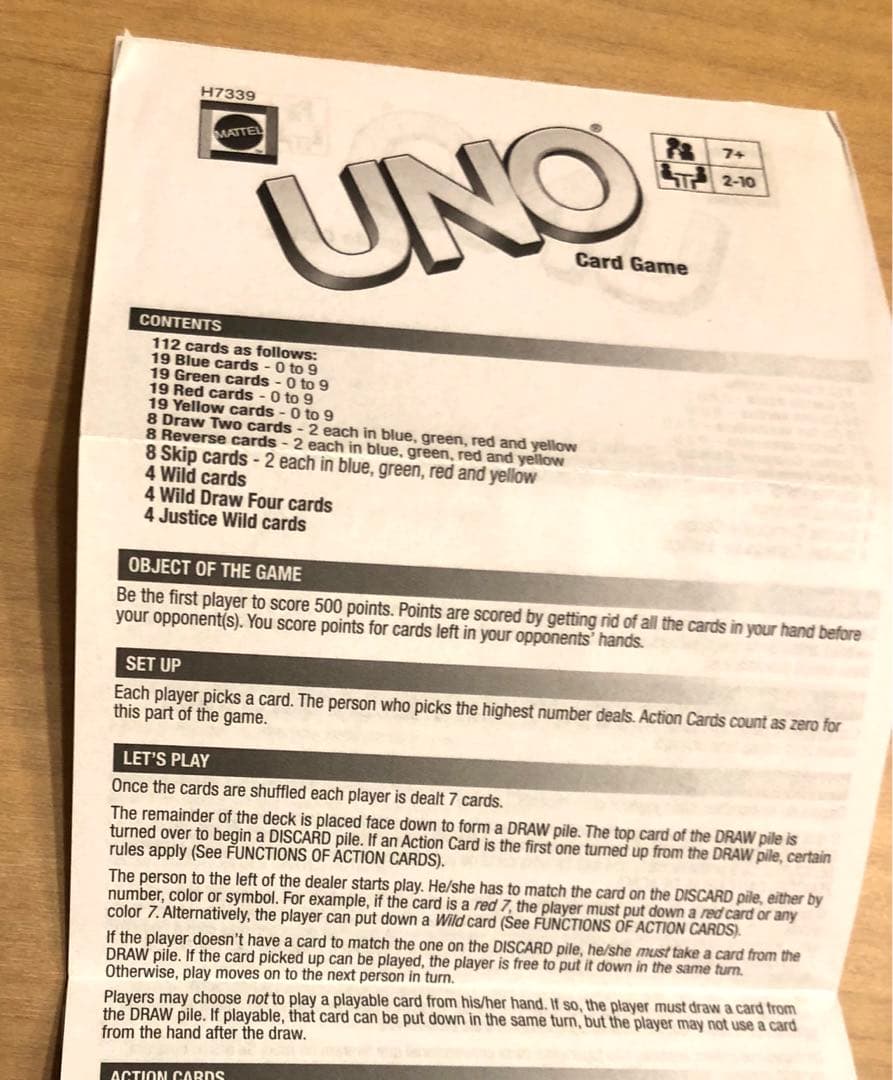 H7339
MATTEL
UNO®
7+
2-10
Card Game
CONTENTS
112 cards as follows:
19 Blue cards - 0 to 9
19 Green cards - 0 to 9
19 Red cards - 0 to 9
19 Yellow cards - 0 to 9
8 Draw Two cards - 2 each in blue, green, red and yellow
8 Reverse cards - 2 each in blue, green, red and yellow
8 Skip cards - 2 each in blue, green, red and yellow
4 Wild cards
4 Wild Draw Four cards
4 Justice Wild cards
OBJECT OF THE GAME
Be the first player to score 500 points. Points are scored by getting rid of all the cards in your hand before
your opponent(s). You score points for cards left in your opponents' hands.
SET UP
Each player picks a card. The person who picks the highest number deals. Action Cards count as zero for
this part of the game.
LET'S PLAY
Once the cards are shuffled each player is dealt 7 cards.
The remainder of the deck is placed face down to form a DRAW pile. The top card of the DRAW pile is
turned over to begin a DISCARD pile. If an Action Card is the first one turned up from the DRAW pile, certain
rules apply (See FUNCTIONS OF ACTION CARDS).
The person to the left of the dealer starts play. He/she has to match the card on the DISCARD pile, either by
number, color or symbol. For example, if the card is a red 7, the player must put down a red card or any
color 7. Alternatively, the player can put down a Wild card (See FUNCTIONS OF ACTION CARDS).
If the player doesn't have a card to match the one on the DISCARD pile, he/she must take a card from the
DRAW pile. If the card picked up can be played, the player is free to put it down in the same turn.
Otherwise, play moves on to the next person in turn.
Players may choose not to play a playable card from his/her hand. If so, the player must draw a card from
the DRAW pile. If playable, that card can be put down in the same turn, but the player may not use a card
from the hand after the draw.
ACTION CARDS